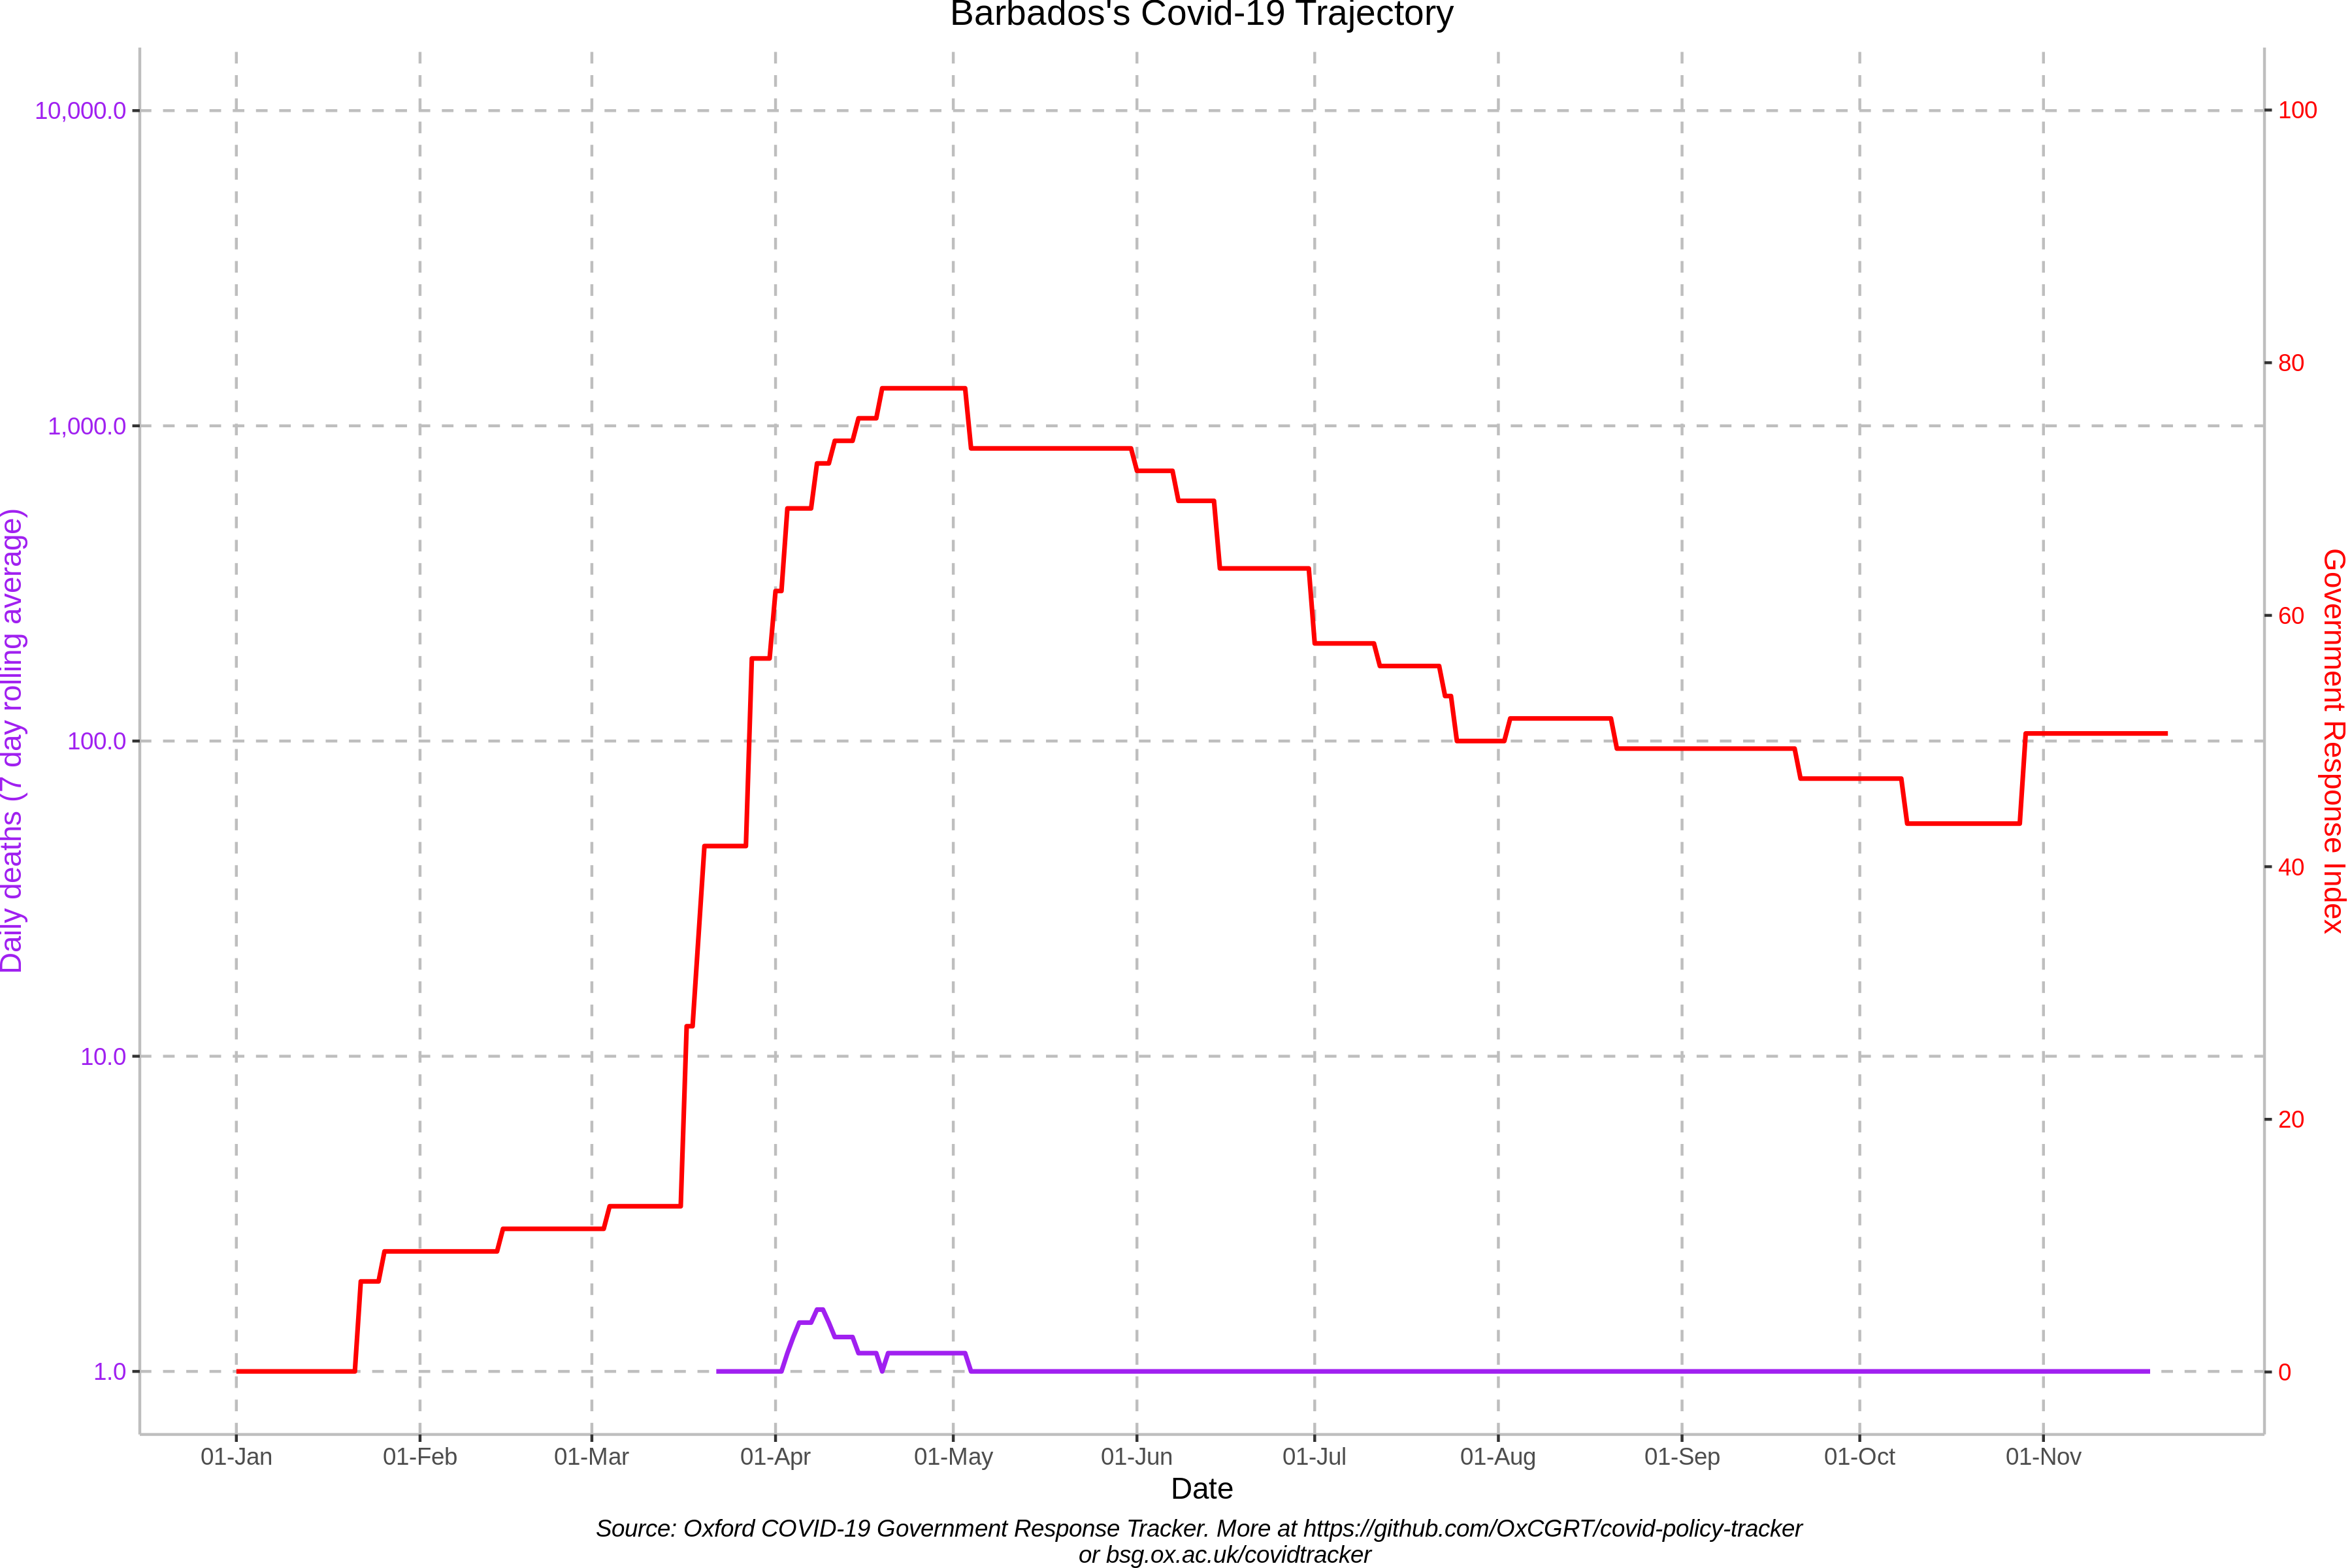 Barbados's Covid-19 Trajectory
10,000.0
1,000.0
100.0
10.0
1.0
Daily deaths (7 day rolling average)
100
80
60
40
20
0
Government Response Index
01-Jan 01-Feb 01-Mar 01-Apr 01-May 01-Jun 01-Jul 01-Aug 01-Sep 01-Oct 01-Nov
Date
Source: Oxford COVID-19 Government Response Tracker. More at https://github.com/OxCGRT/covid-policy-tracker
or bsg.ox.ac.uk/covidtracker